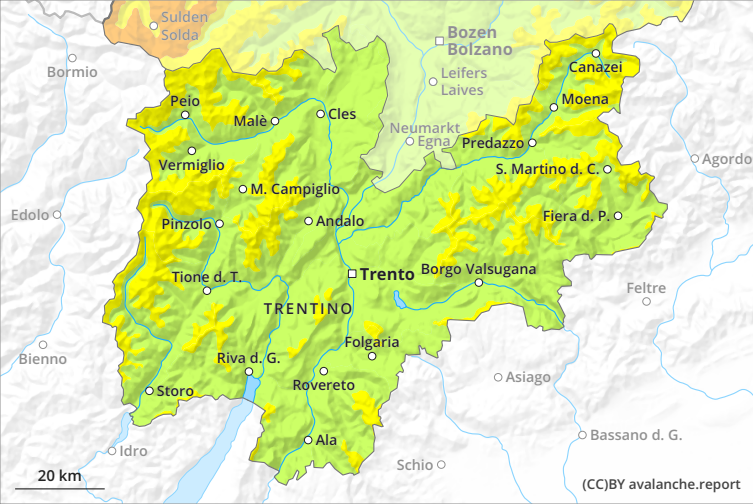 Sulden
Solda
Bozen
Bolzano
Bormio
Leifers
Laives
Canazei
Peio
Moena
Malè
Cles
Neumarkt
Egna
Predazzo
Vermiglio
Agordo
S. Martino d. C.
M. Campiglio
Edolo
Pinzolo
Andalo
Fiera d. P.
Trento
Borgo Valsugana
Tione d. T.
Feltre
TRENTINO
Folgaria
Bienno
Riva d. G.
Rovereto
Asiago
Storo
Ala
Bassano d. G.
Idro
Schio
20 km
(CC)BY avalanche.report